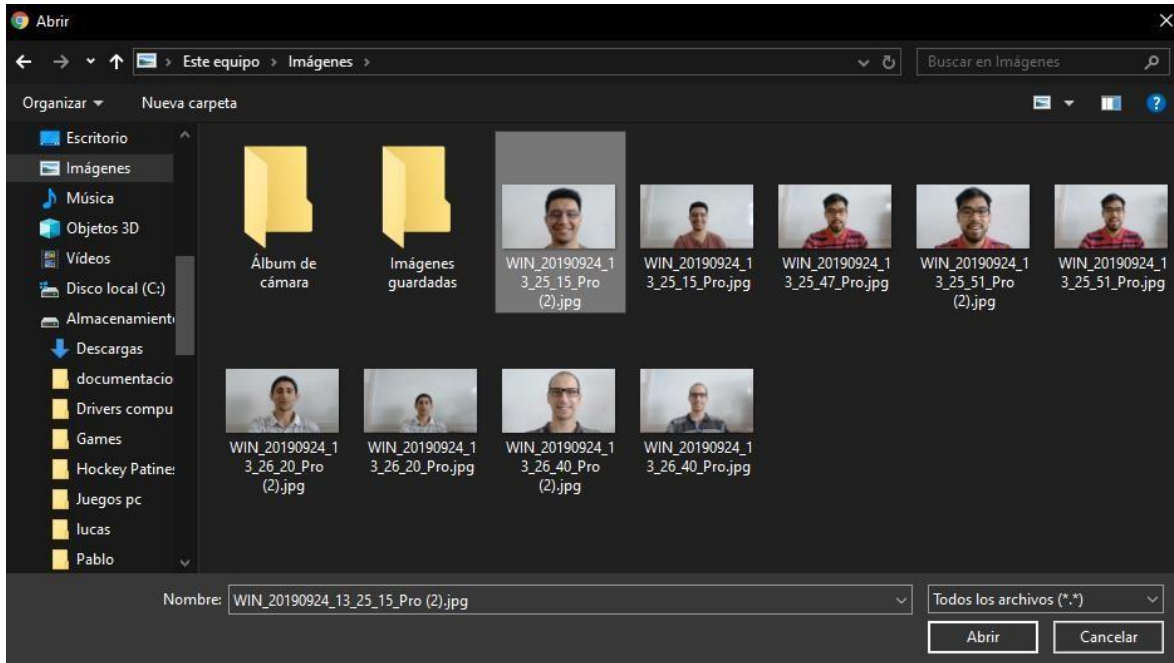 Abrir
Este equipo > Imágenes >
Buscar en Imágenes
Organizar
Nueva carpeta
Escritorio
Imágenes
Música
Objetos 3D
Vídeos
Disco local (C:)
Almacenamient
Descargas
documentacio
Drivers compu
Games
Hockey Patine
Juegos pc
lucas
Pablo
Álbum de
cámara
Imágenes
guardadas
WIN_20190924_1
3_25_15_Pro
(2).jpg
WIN_20190924_1
3_25_15_Pro.jpg
WIN_20190924_1
3_25_47_Pro.jpg
WIN_20190924_1
3_25_51_Pro
(2).jpg
WIN_20190924_1
3_25_51_Pro.jpg
WIN_20190924_1
3_26_20_Pro
(2).jpg
WIN_20190924_1
3_26_20_Pro.jpg
WIN_20190924_1
3_26_40_Pro
(2).jpg
WIN_20190924_1
3_26_40_Pro.jpg
Nombre: WIN_20190924_13_25_15_Pro (2).jpg
Todos los archivos (*.*)
Abrir
Cancelar